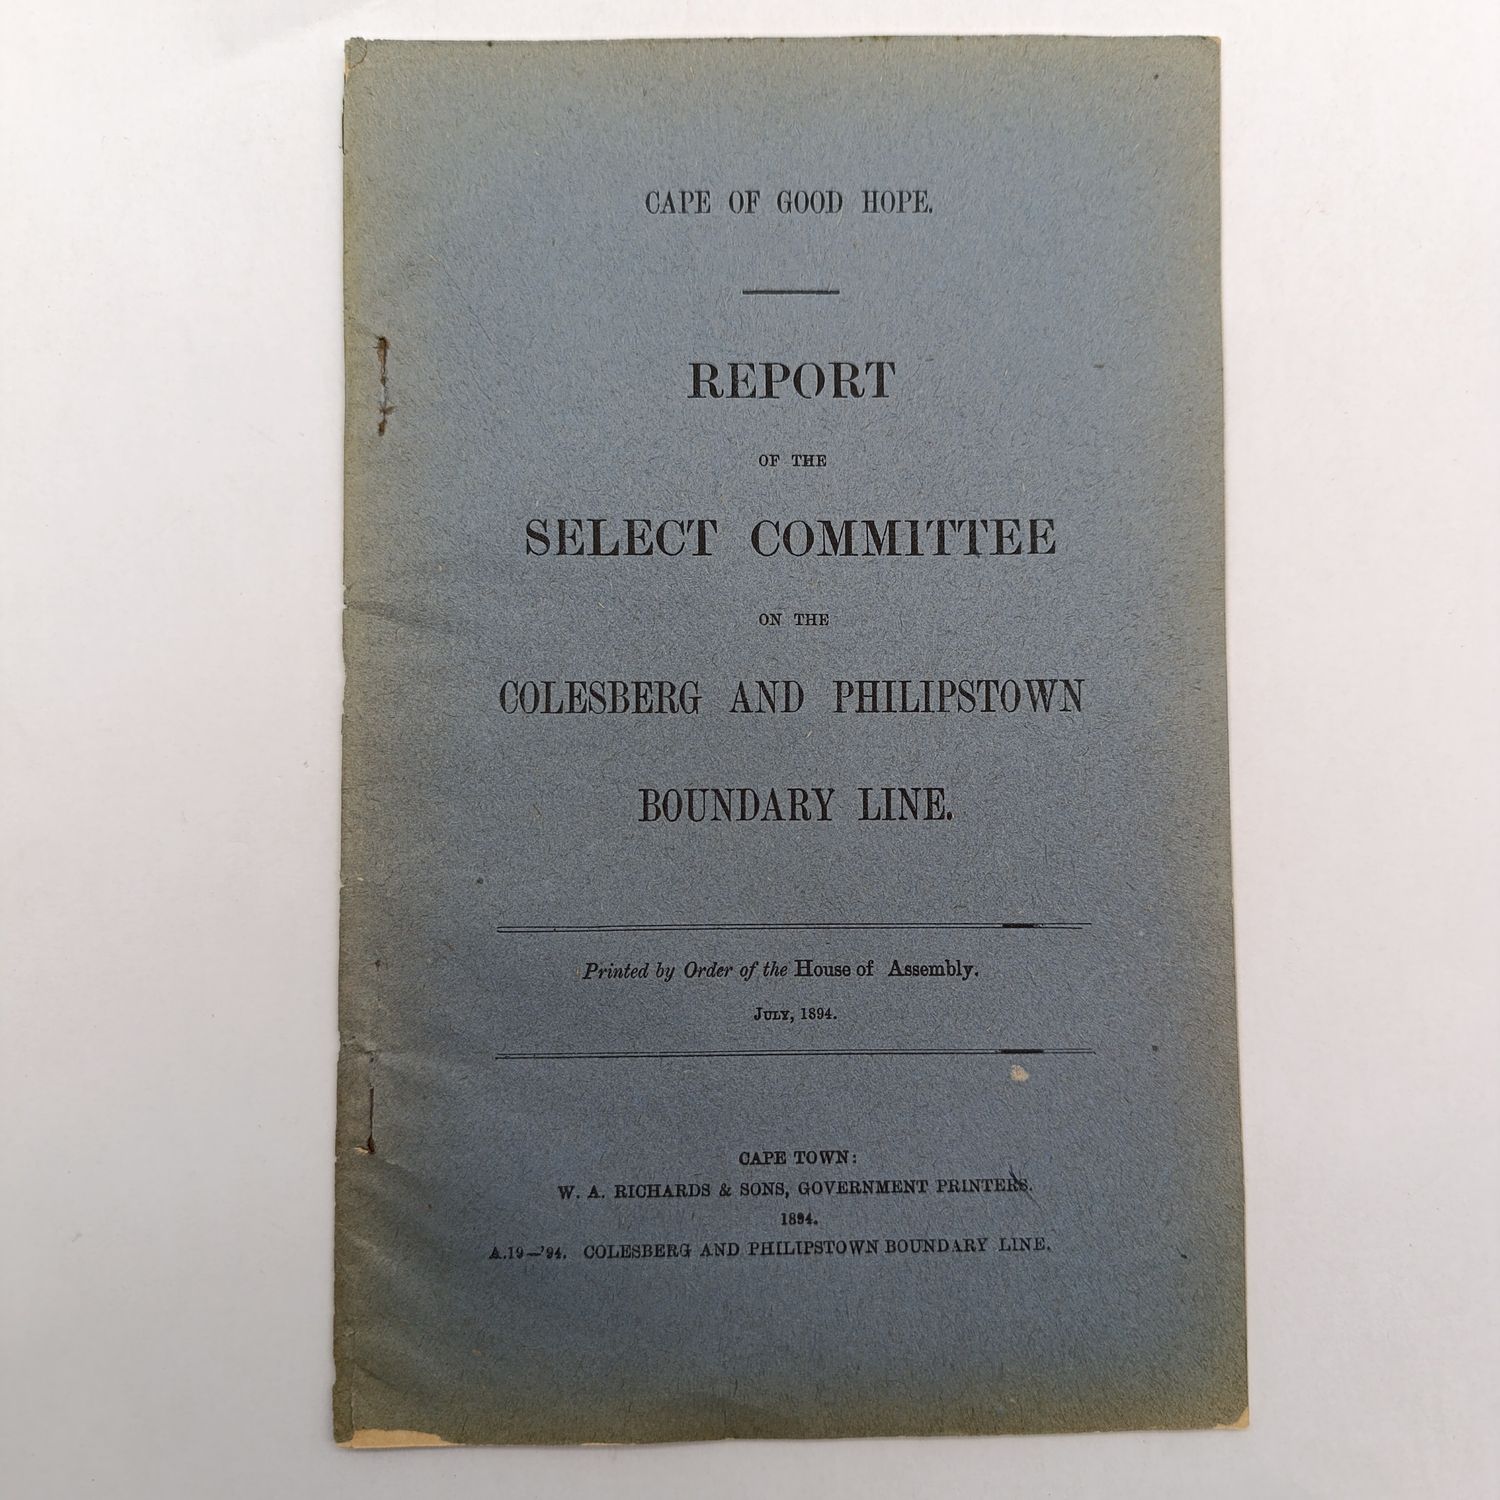 CAPE OF GOOD HOPE.
REPORT
OF THE
SELECT COMMITTEE
ON THE
COLESBERG AND PHILIPSTOWN
BOUNDARY LINE.
Printed by Order of the House of Assembly.
JULY, 1894.
CAPE TOWN:
W. A. RICHARDS & SONS, GOVERNMENT PRINTERS.
1894.
A.19—'94. COLESBERG AND PHILIPSTOWN BOUNDARY LINE.